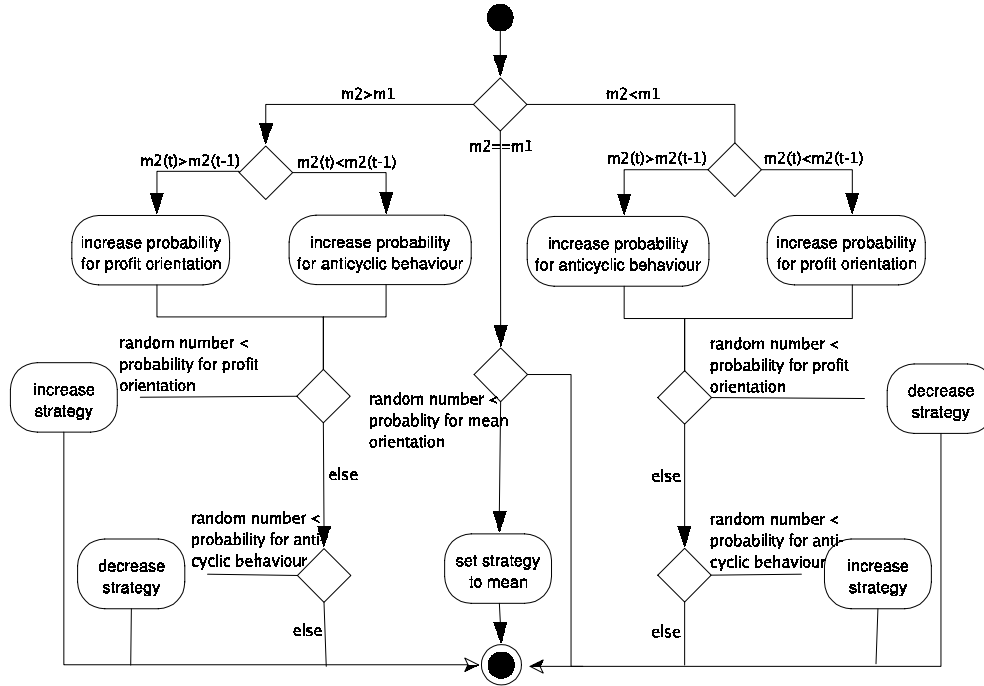 m2>m1
m2<m1
m2==m1
m2(t)>m2(t-1)
m2(t)<m2(t-1)
m2(t)>m2(t-1)
m2(t)<m2(t-1)
increase probability
for profit orientation
increase probability
for anticyclic behaviour
increase probability
for anticyclic behaviour
increase probability
for profit orientation
random number <
probability for profit
orientation
increase
strategy
random number <
probablity for mean
orientation
random number <
probability for profit
orientation
decrease
strategy
else
else
random number <
probability for anti-
cyclic behaviour
decrease
strategy
set strategy
to mean
random number <
probability for anti-
cyclic behaviour
increase
strategy
else
else